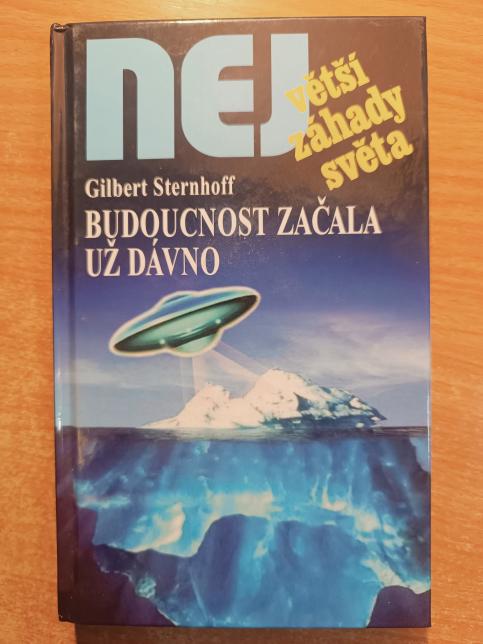 NEJ
větší
záhady
světa
Gilbert Sternhoff
BUDOUCNOST ZAČALA
UŽ DÁVNO